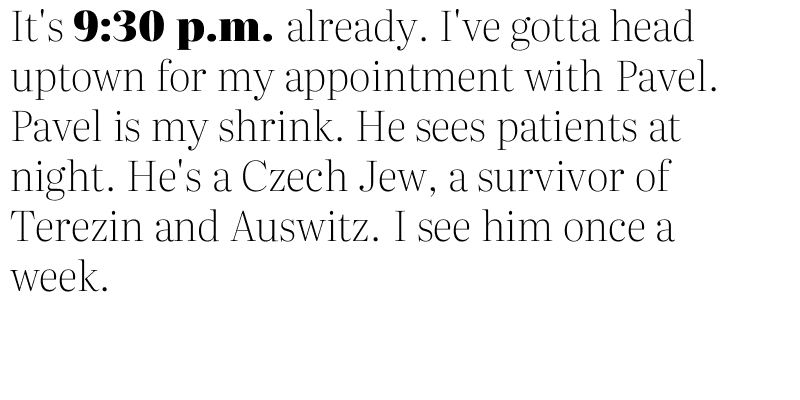 It's 9:30 p.m. already. I've gotta head
uptown for my appointment with Pavel.
Pavel is my shrink. He sees patients at
night. He's a Czech Jew, a survivor of
Terezin and Auswitz. I see him once a
week.